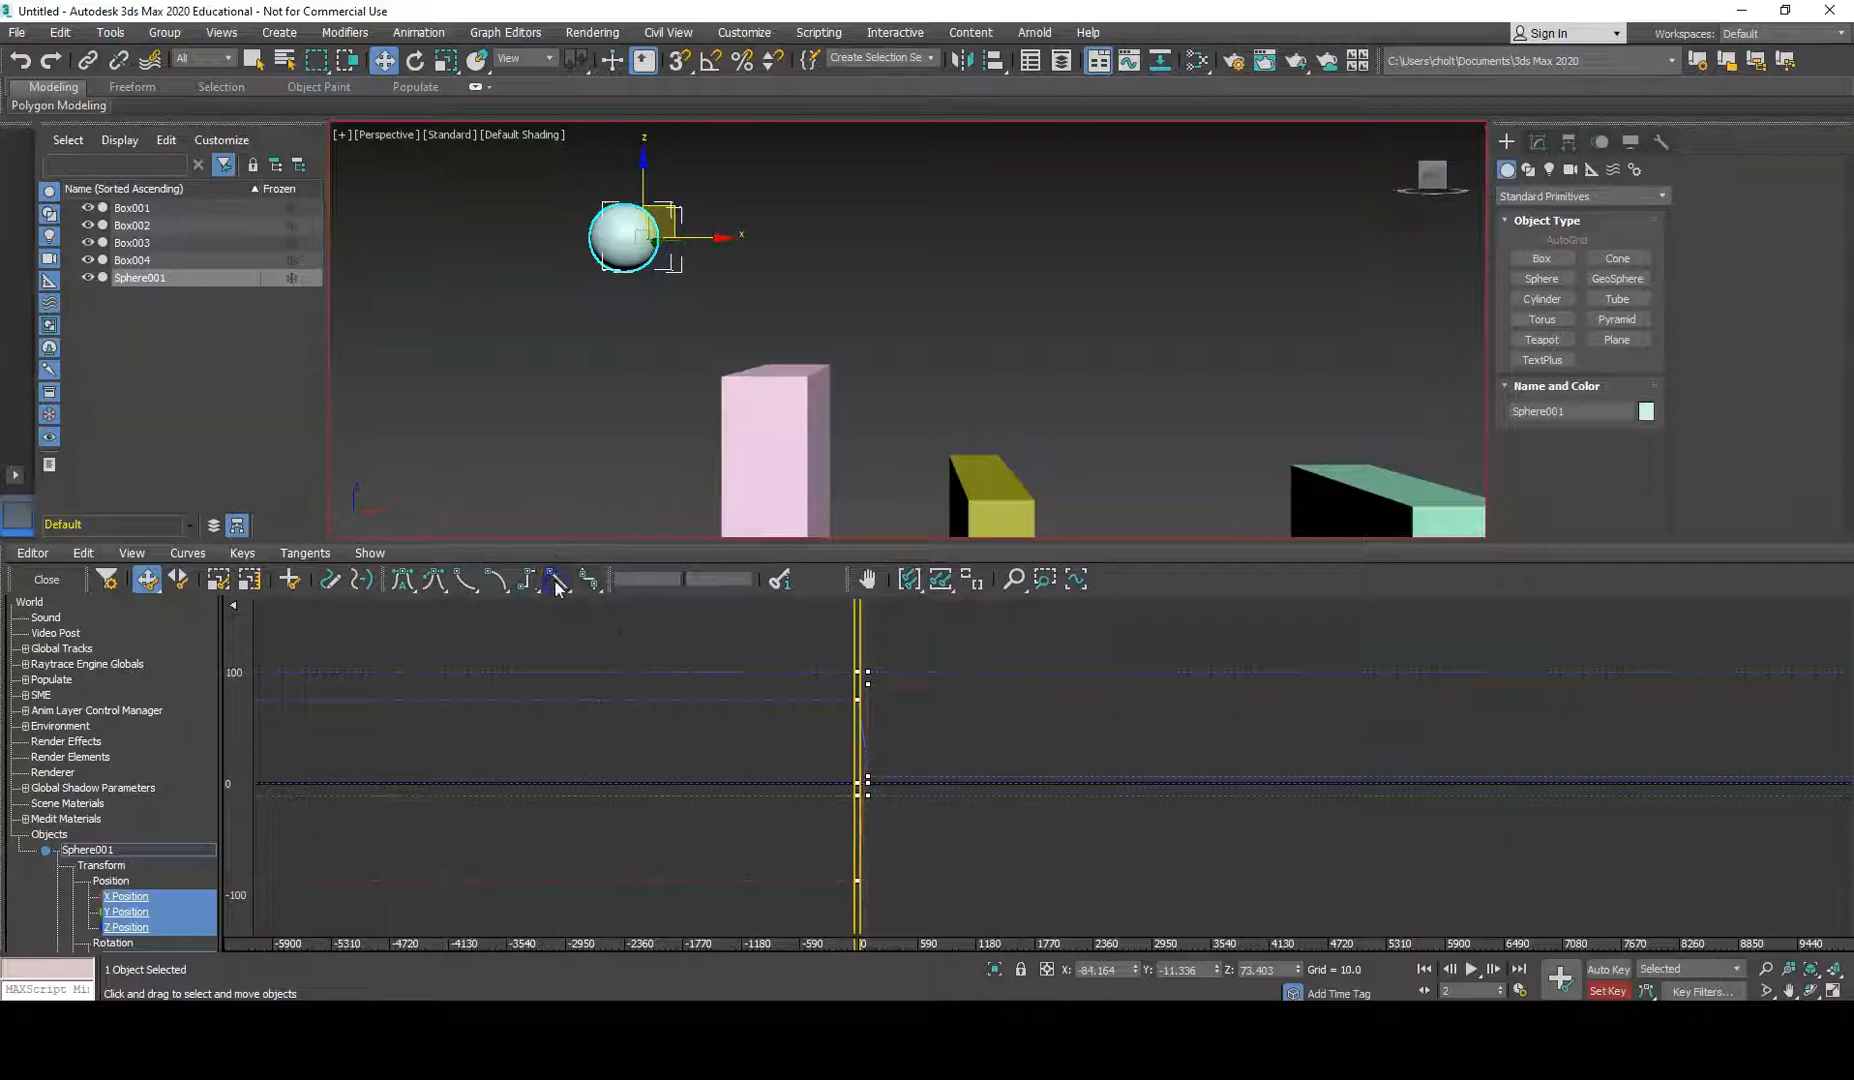 Untitled - Autodesk 3ds Max 2020 Educational - Not for Commercial Use
File Edit Tools Group Views Create Modifiers Animation Graph Editors Rendering Civil View Customize Scripting Interactive Content Arnold Help
Sign In
Workspaces: Default
All
View
Create Selection Se
C:\Users\cholt\Documents\3ds Max 2020
Modeling Freeform Selection Object Paint Populate
Polygon Modeling
Select Display Edit Customize
Name (Sorted Ascending) Frozen
Box001
Box002
Box003
Box004
Sphere001
Default
[+] [Perspective] [Standard] [Default Shading]
z
x
Standard Primitives
Object Type
AutoGrid
Box Cone
Sphere GeoSphere
Cylinder Tube
Torus Pyramid
Teapot Plane
TextPlus
Name and Color
Sphere001
Editor Edit View Curves Keys Tangents Show
Close
World
Sound
Video Post
Global Tracks
Raytrace Engine Globals
Populate
SME
Anim Layer Control Manager
Environment
Render Effects
Render Elements
Renderer
Global Shadow Parameters
Scene Materials
Medit Materials
Objects
Sphere001
Transform
Position
X Position
Y Position
Z Position
Rotation
100
0
-100
-5900 -5310 -4720 -4130 -3540 -2950 -2360 -1770 -1180 -590 0 590 1180 1770 2360 2950 3540 4130 4720 5310 5900 6490 7080 7670 8260 8850 9440
1 Object Selected
Click and drag to select and move objects
MAXScript Mi
X: -84.164 Y: -11.336 Z: 73.403 Grid = 10.0
Add Time Tag
2
Auto Key
Selected
Set Key
Key Filters...